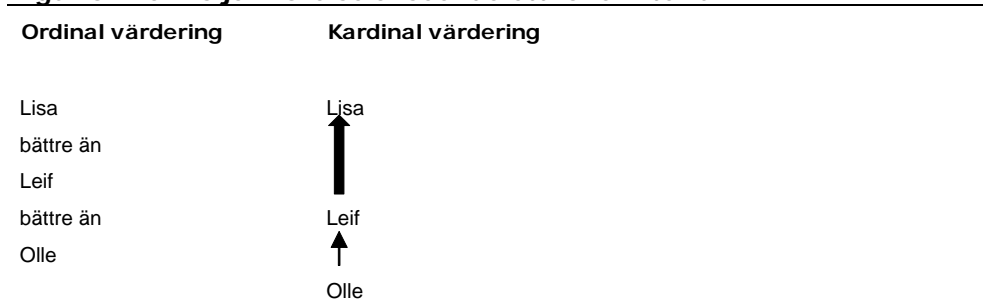 Ordinal värdering Kardinal värdering
Lisa Lisa
bättre än
Leif
bättre än Leif
Olle
Olle